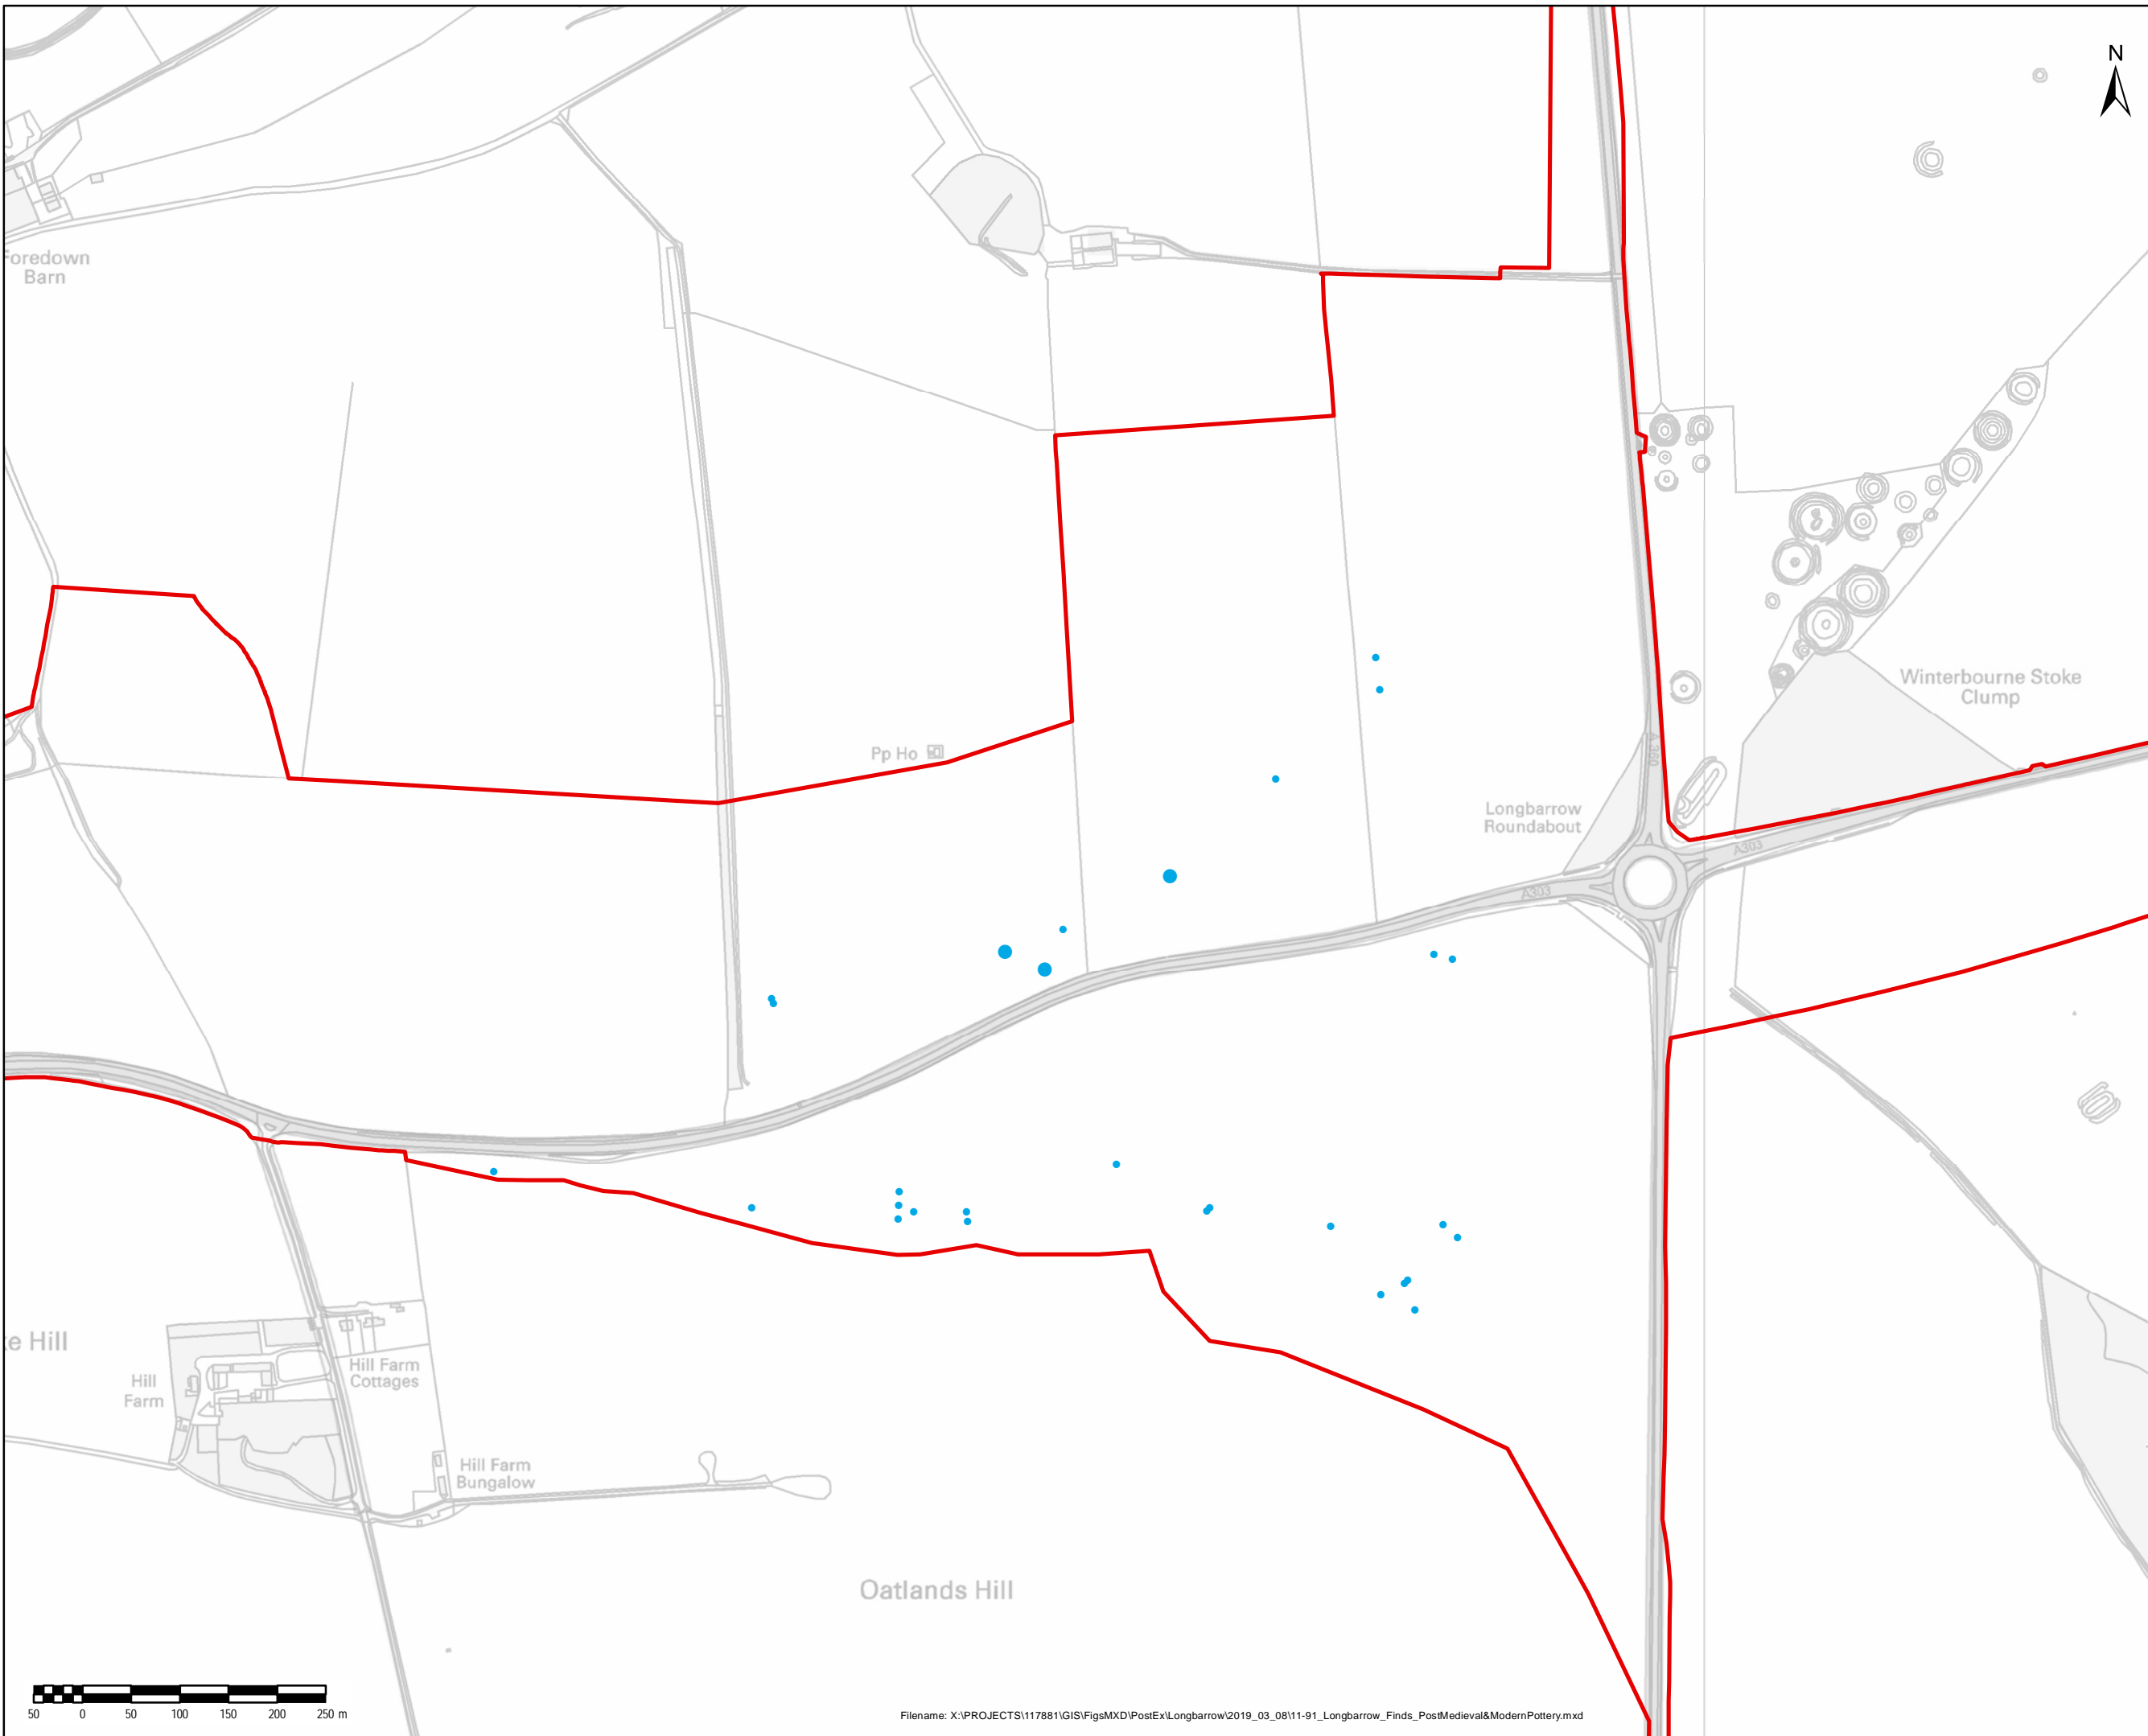 N
Foredown
Barn
Winterbourne Stoke
Clump
A360
Pp Ho
Longbarrow
Roundabout
A303
A303
e Hill
Hill Farm
Cottages
Hill
Farm
Hill Farm
Bungalow
Oatlands Hill
50 0 50 100 150 200 250 m
Filename: X:\PROJECTS\117881\GIS\FigsMXD\PostEx\Longbarrow\2019_03_08\11-91_Longbarrow_Finds_PostMedieval&ModernPottery.mxd